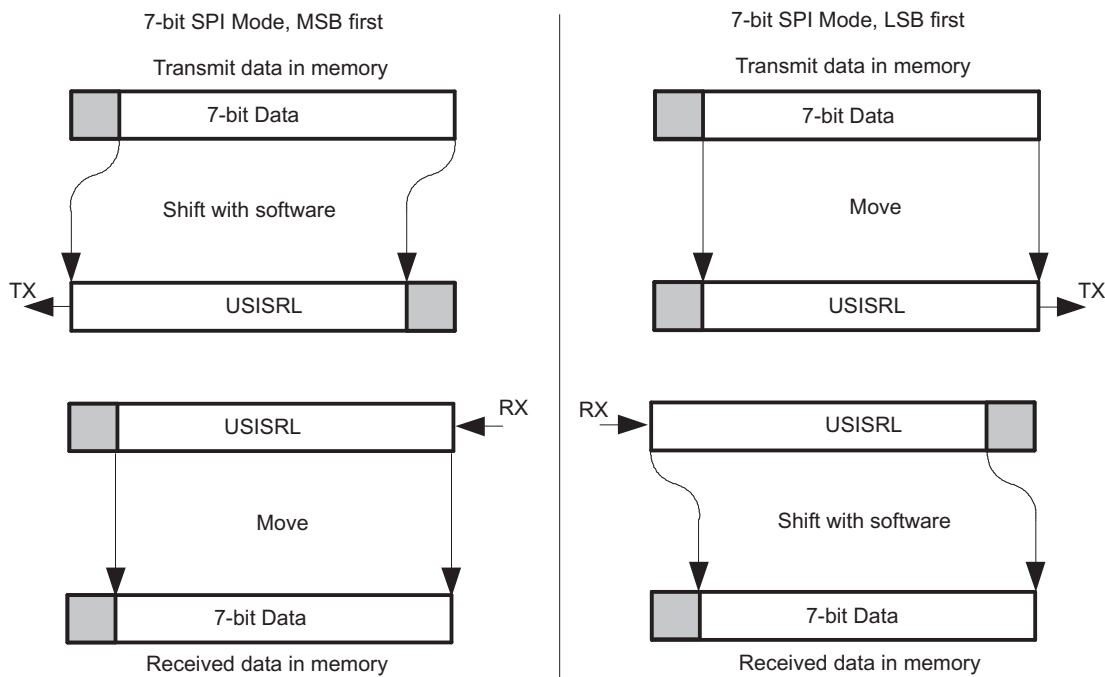 7-bit SPI Mode, MSB first
Transmit data in memory
7-bit Data
Shift with software
TX
USISRL
USISRL
RX
Move
7-bit Data
Received data in memory
7-bit SPI Mode, LSB first
Transmit data in memory
7-bit Data
Move
USISRL
TX
RX
USISRL
Shift with software
7-bit Data
Received data in memory